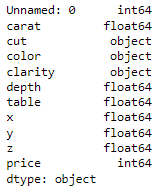 Unnamed: 0 int64
carat float64
cut object
color object
clarity object
depth float64
table float64
x float64
y float64
z float64
price int64
dtype: object